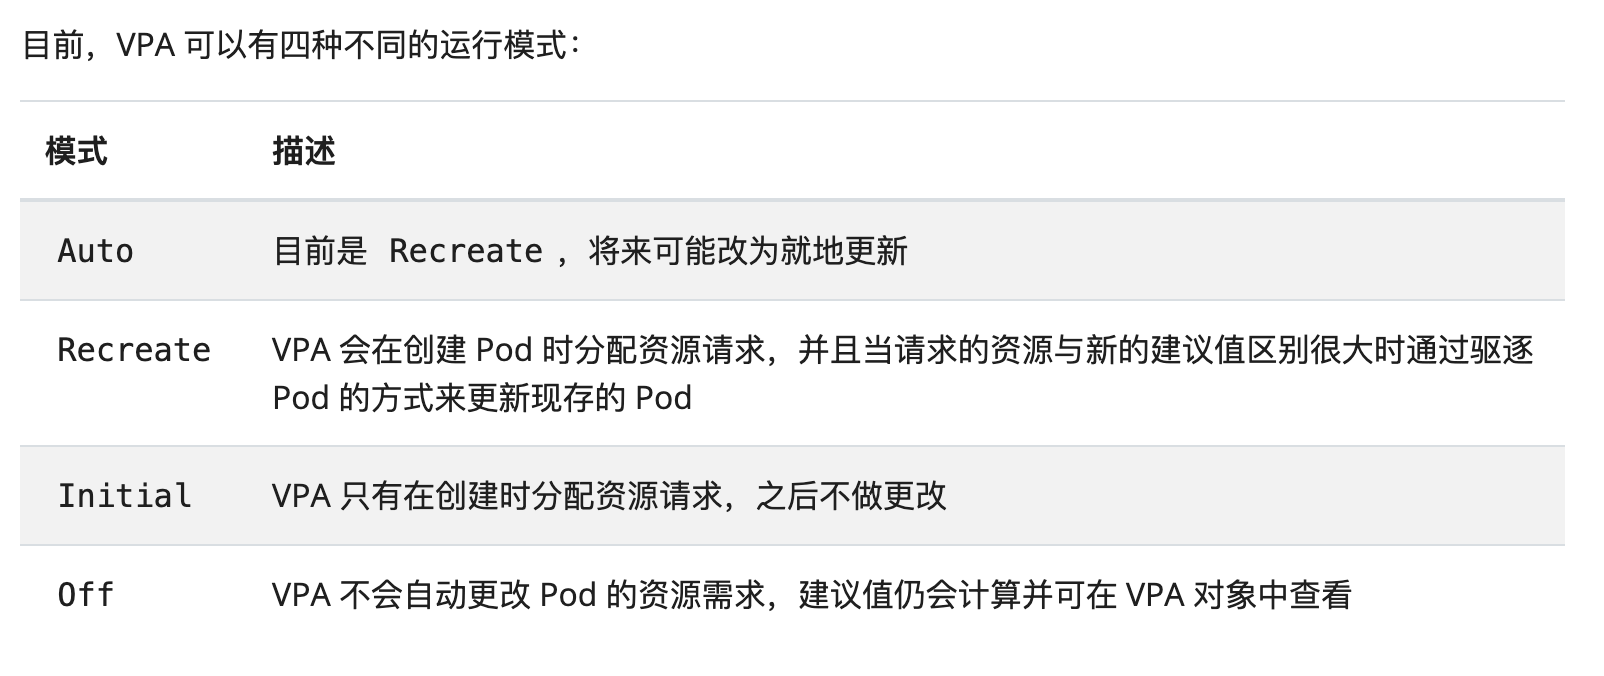 目前，VPA 可以有四种不同的运行模式：
模式 描述
Auto 目前是 Recreate ，将来可能改为就地更新
Recreate VPA 会在创建 Pod 时分配资源请求，并且当请求的资源与新的建议值区别很大时通过驱逐
Pod 的方式来更新现存的 Pod
Initial VPA 只有在创建时分配资源请求，之后不做更改
Off VPA 不会自动更改 Pod 的资源需求，建议值仍会计算并可在 VPA 对象中查看